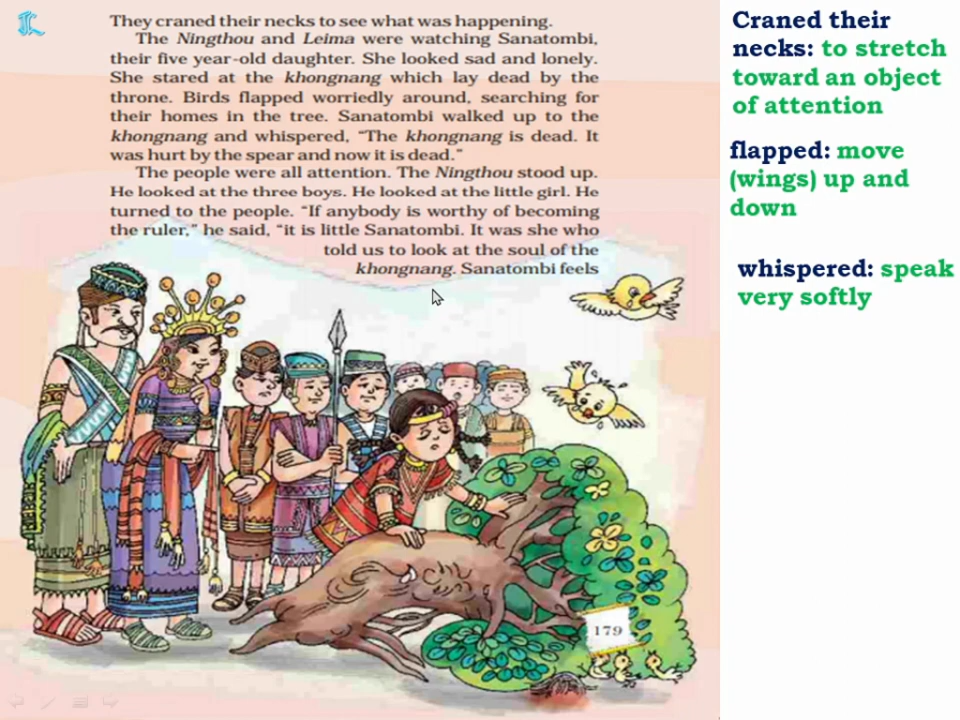 They craned their necks to see what was happening.
The Ningthou and Leima were watching Sanatombi,
their five year-old daughter. She looked sad and lonely.
She stared at the khongnang which lay dead by the
throne. Birds flapped worriedly around, searching for
their homes in the tree. Sanatombi walked up to the
khongnang and whispered, “The khongnang is dead. It
was hurt by the spear and now it is dead.”
The people were all attention. The Ningthou stood up.
He looked at the three boys. He looked at the little girl. He
turned to the people. “If anybody is worthy of becoming
the ruler,” he said, “it is little Sanatombi. It was she who
told us to look at the soul of the
khongnang. Sanatombi feels
179
Craned their
necks: to stretch
toward an object
of attention
flapped: move
(wings) up and
down
whispered: speak
very softly